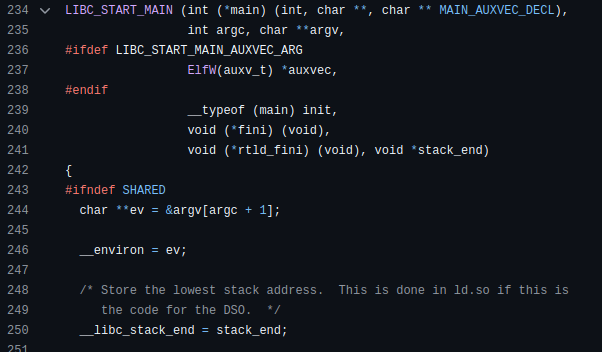 234 LIBC_START_MAIN (int (*main) (int, char **, char ** MAIN_AUXVEC_DECL),
235                  int argc, char **argv,
236 #ifdef LIBC_START_MAIN_AUXVEC_ARG
237                  ElfW(auxv_t) *auxvec,
238 #endif
239                  __typeof (main) init,
240                  void (*fini) (void),
241                  void (*rtld_fini) (void), void *stack_end)
242 {
243 #ifndef SHARED
244   char **ev = &argv[argc + 1];
245
246   __environ = ev;
247
248   /* Store the lowest stack address.  This is done in ld.so if this is
249      the code for the DSO.  */
250   __libc_stack_end = stack_end;
251